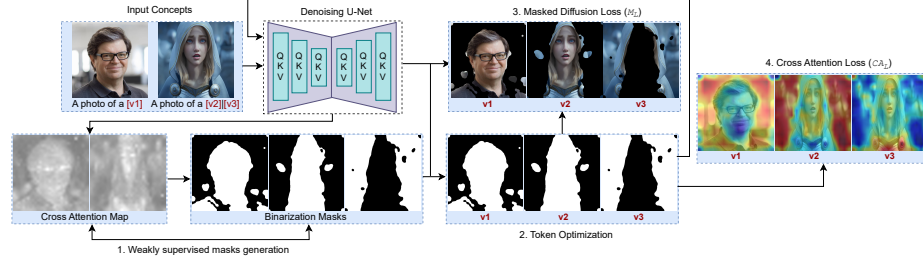 Input Concepts
A photo of a [v1]
A photo of a [v2][v3]
Denoising U-Net
Q K V
Q K V
Q K V
Q K V
Q K V
Q K V
3. Masked Diffusion Loss (M_L)
v1
v2
v3
4. Cross Attention Loss (CA_L)
v1
v2
v3
Cross Attention Map
Binarization Masks
1. Weakly supervised masks generation
v1
v2
v3
2. Token Optimization